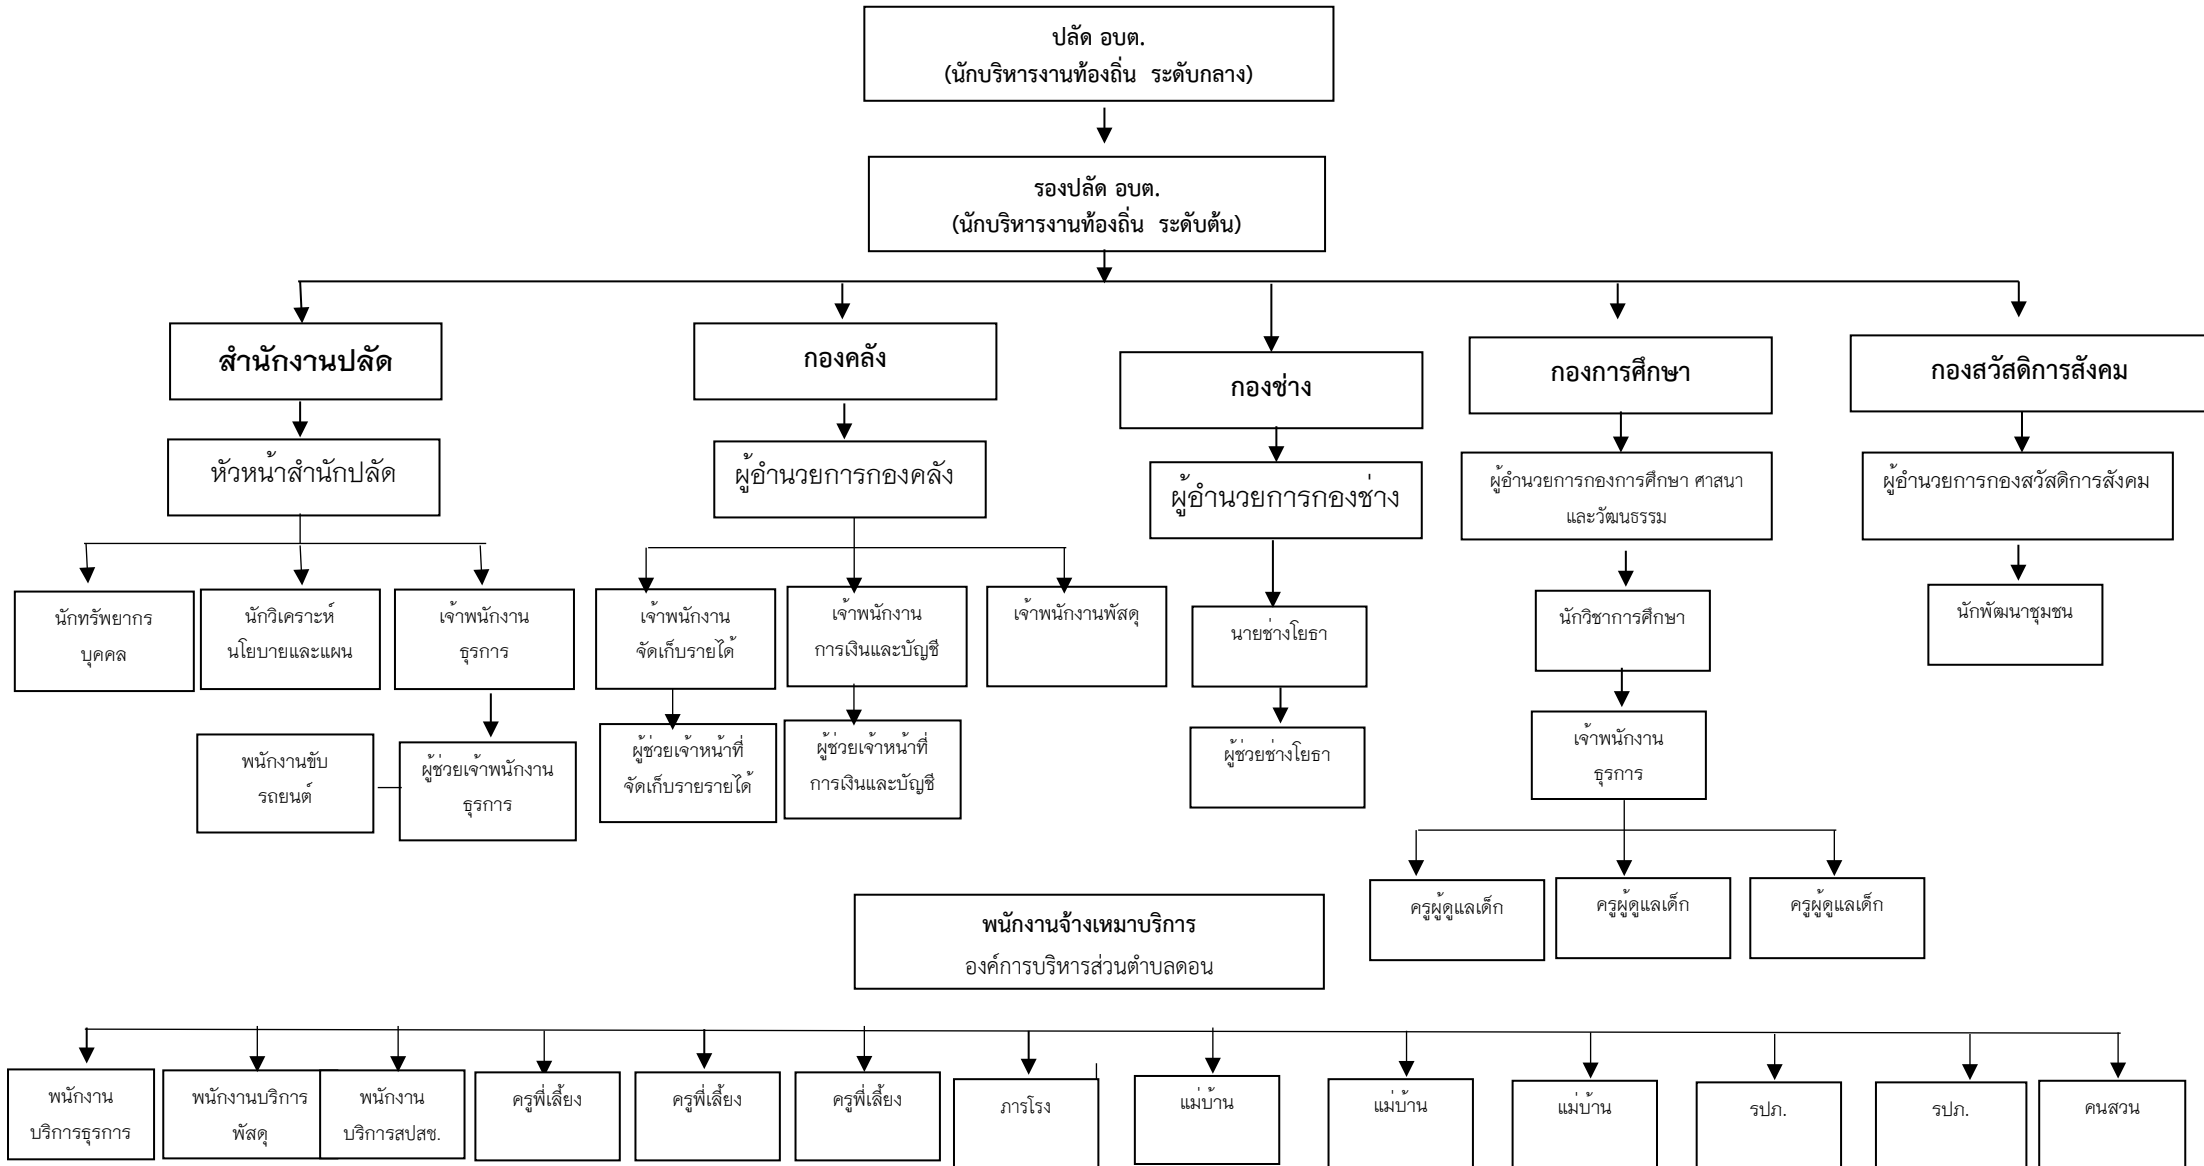 ปลัด อบต.
(นักบริหารงานท้องถิ่น ระดับกลาง)
รองปลัด อบต.
(นักบริหารงานท้องถิ่น ระดับต้น)
สำนักงานปลัด
กองคลัง
กองช่าง
กองการศึกษา
กองสวัสดิการสังคม
หัวหน้าสำนักปลัด
ผู้อำนวยการกองคลัง
ผู้อำนวยการกองช่าง
ผู้อำนวยการกองการศึกษา ศาสนา
และวัฒนธรรม
ผู้อำนวยการกองสวัสดิการสังคม
นักทรัพยากร
บุคคล
นักวิเคราะห์
นโยบายและแผน
เจ้าพนักงาน
ธุรการ
เจ้าพนักงาน
จัดเก็บรายได้
เจ้าพนักงาน
การเงินและบัญชี
เจ้าพนักงานพัสดุ
นายช่างโยธา
นักวิชาการศึกษา
นักพัฒนาชุมชน
พนักงานขับ
รถยนต์
ผู้ช่วยเจ้าพนักงาน
ธุรการ
ผู้ช่วยเจ้าหน้าที่
จัดเก็บรายรายได้
ผู้ช่วยเจ้าหน้าที่
การเงินและบัญชี
ผู้ช่วยช่างโยธา
เจ้าพนักงาน
ธุรการ
ครูผู้ดูแลเด็ก
ครูผู้ดูแลเด็ก
ครูผู้ดูแลเด็ก
พนักงานจ้างเหมาบริการ
องค์การบริหารส่วนตำบลดอน
พนักงาน
บริการธุรการ
พนักงานบริการ
พัสดุ
พนักงาน
บริการสปสช.
ครูพี่เลี้ยง
ครูพี่เลี้ยง
ครูพี่เลี้ยง
ภารโรง
แม่บ้าน
แม่บ้าน
แม่บ้าน
รปภ.
รปภ.
คนสวน